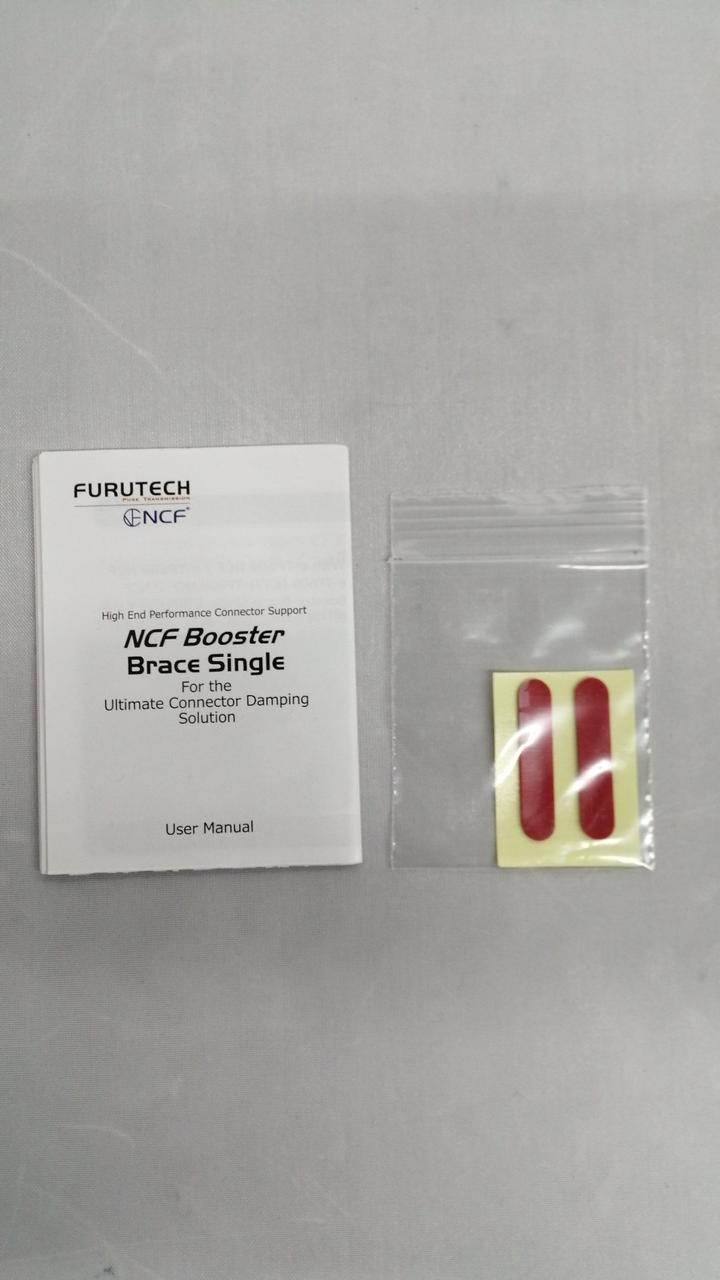 FURUTECH
PURE TRANSMISSION
NCF®
High End Performance Connector Support
NCF Booster
Brace Single
For the
Ultimate Connector Damping
Solution
User Manual